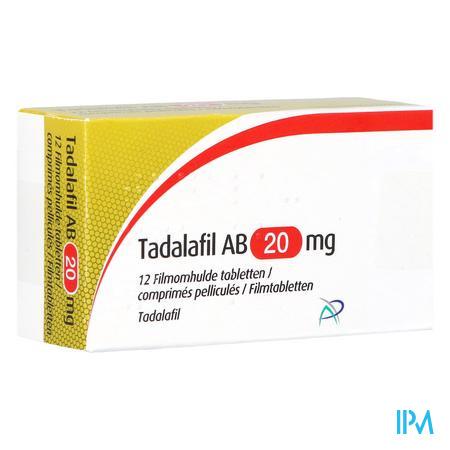 Tadalafil AB 20 mg
12 Filmomhulde tabletten /
comprimés pelliculés / Filmtabletten
Tadalafil AB 20 mg
12 Filmomhulde tabletten /
comprimés pelliculés / Filmtabletten
Tadalafil
IPM